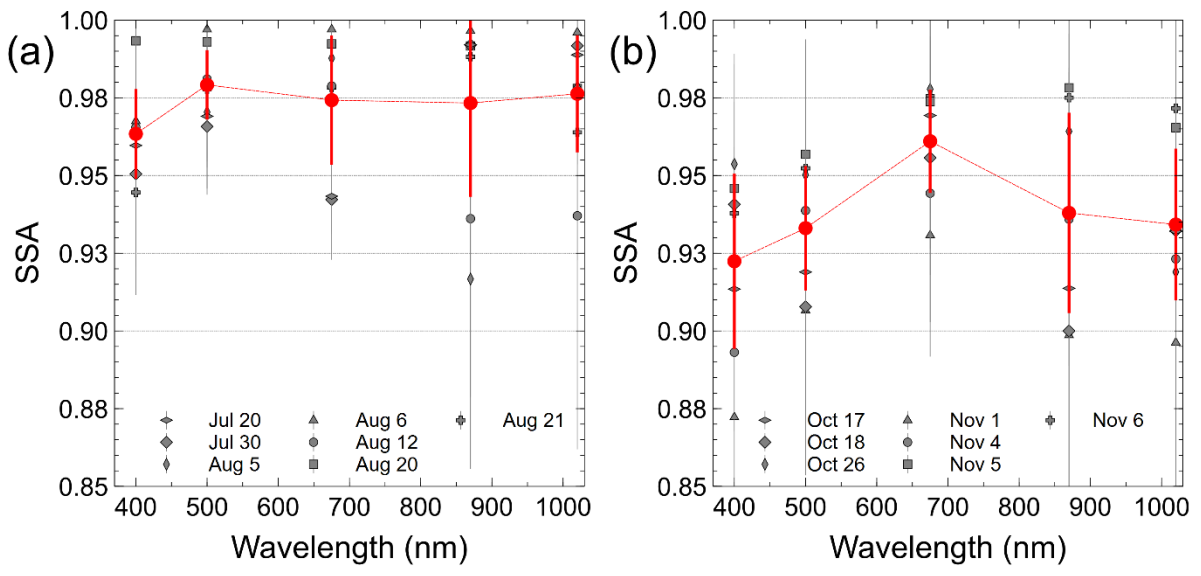 (a)
SSA
1.00
0.98
0.95
0.93
0.90
0.88
0.85
Jul 20
Aug 6
Aug 21
Jul 30
Aug 12
Aug 5
Aug 20
400 500 600 700 800 900 1000
Wavelength (nm)
(b)
SSA
1.00
0.98
0.95
0.93
0.90
0.88
0.85
Oct 17
Nov 1
Nov 6
Oct 18
Nov 4
Oct 26
Nov 5
400 500 600 700 800 900 1000
Wavelength (nm)